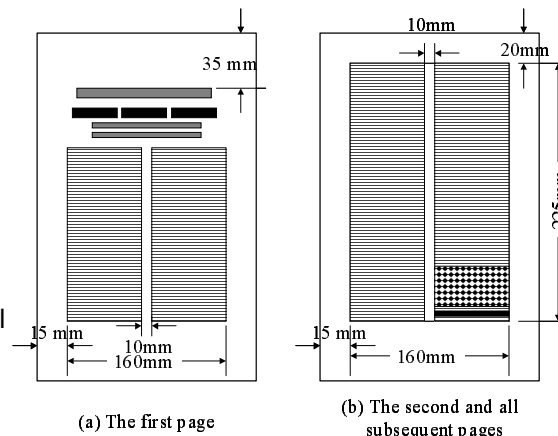 10mm
35 mm
20mm
15 mm
10mm
160mm
15 mm
160mm
(a) The first page
(b) The second and all
subsequent pages